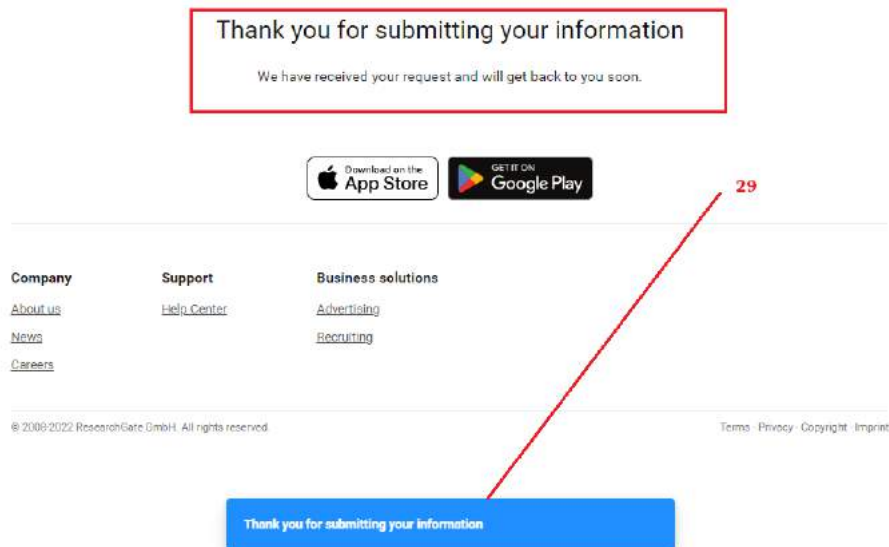 Thank you for submitting your information
We have received your request and will get back to you soon.
Download on the
App Store
GET IT ON
Google Play
29
Company
About us
News
Careers
Support
Help Center
Business solutions
Advertising
Recruiting
© 2008-2022 ResearchGate GmbH. All rights reserved.
Terms · Privacy · Copyright · Imprint
Thank you for submitting your information